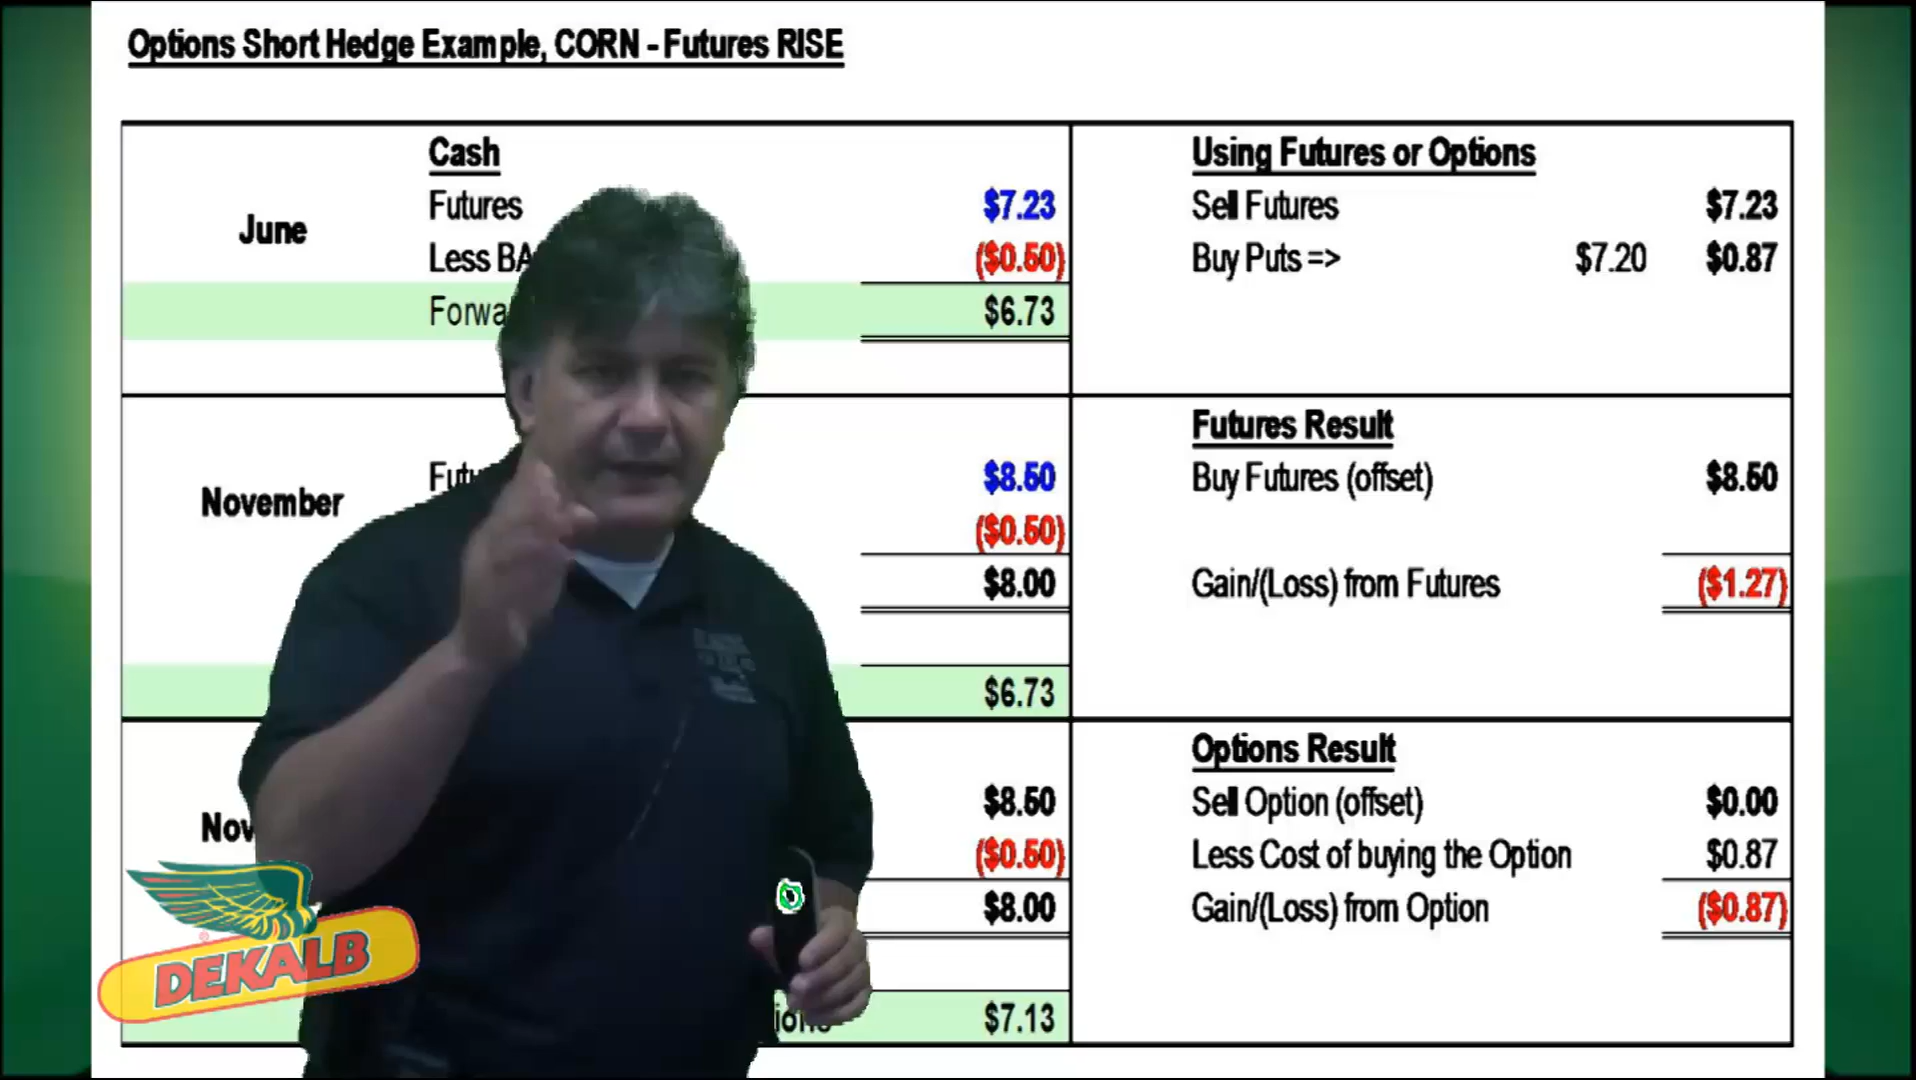 Options Short Hedge Example, CORN - Futures RISE
Cash
Using Futures or Options
Futures $7.23
Sell Futures $7.23
June
Less $0.50
($0.50)
Buy Puts => $7.20 $0.87
$6.73
Futures Result
$8.50
Buy Futures (offset) $8.50
November
($0.50)
$8.00
Gain/(Loss) from Futures ($1.27)
$6.73
Options Result
$8.50
Sell Option (offset) $0.00
($0.50)
Less Cost of buying the Option $0.87
$8.00
Gain/(Loss) from Option ($0.87)
DEKALB
$7.13